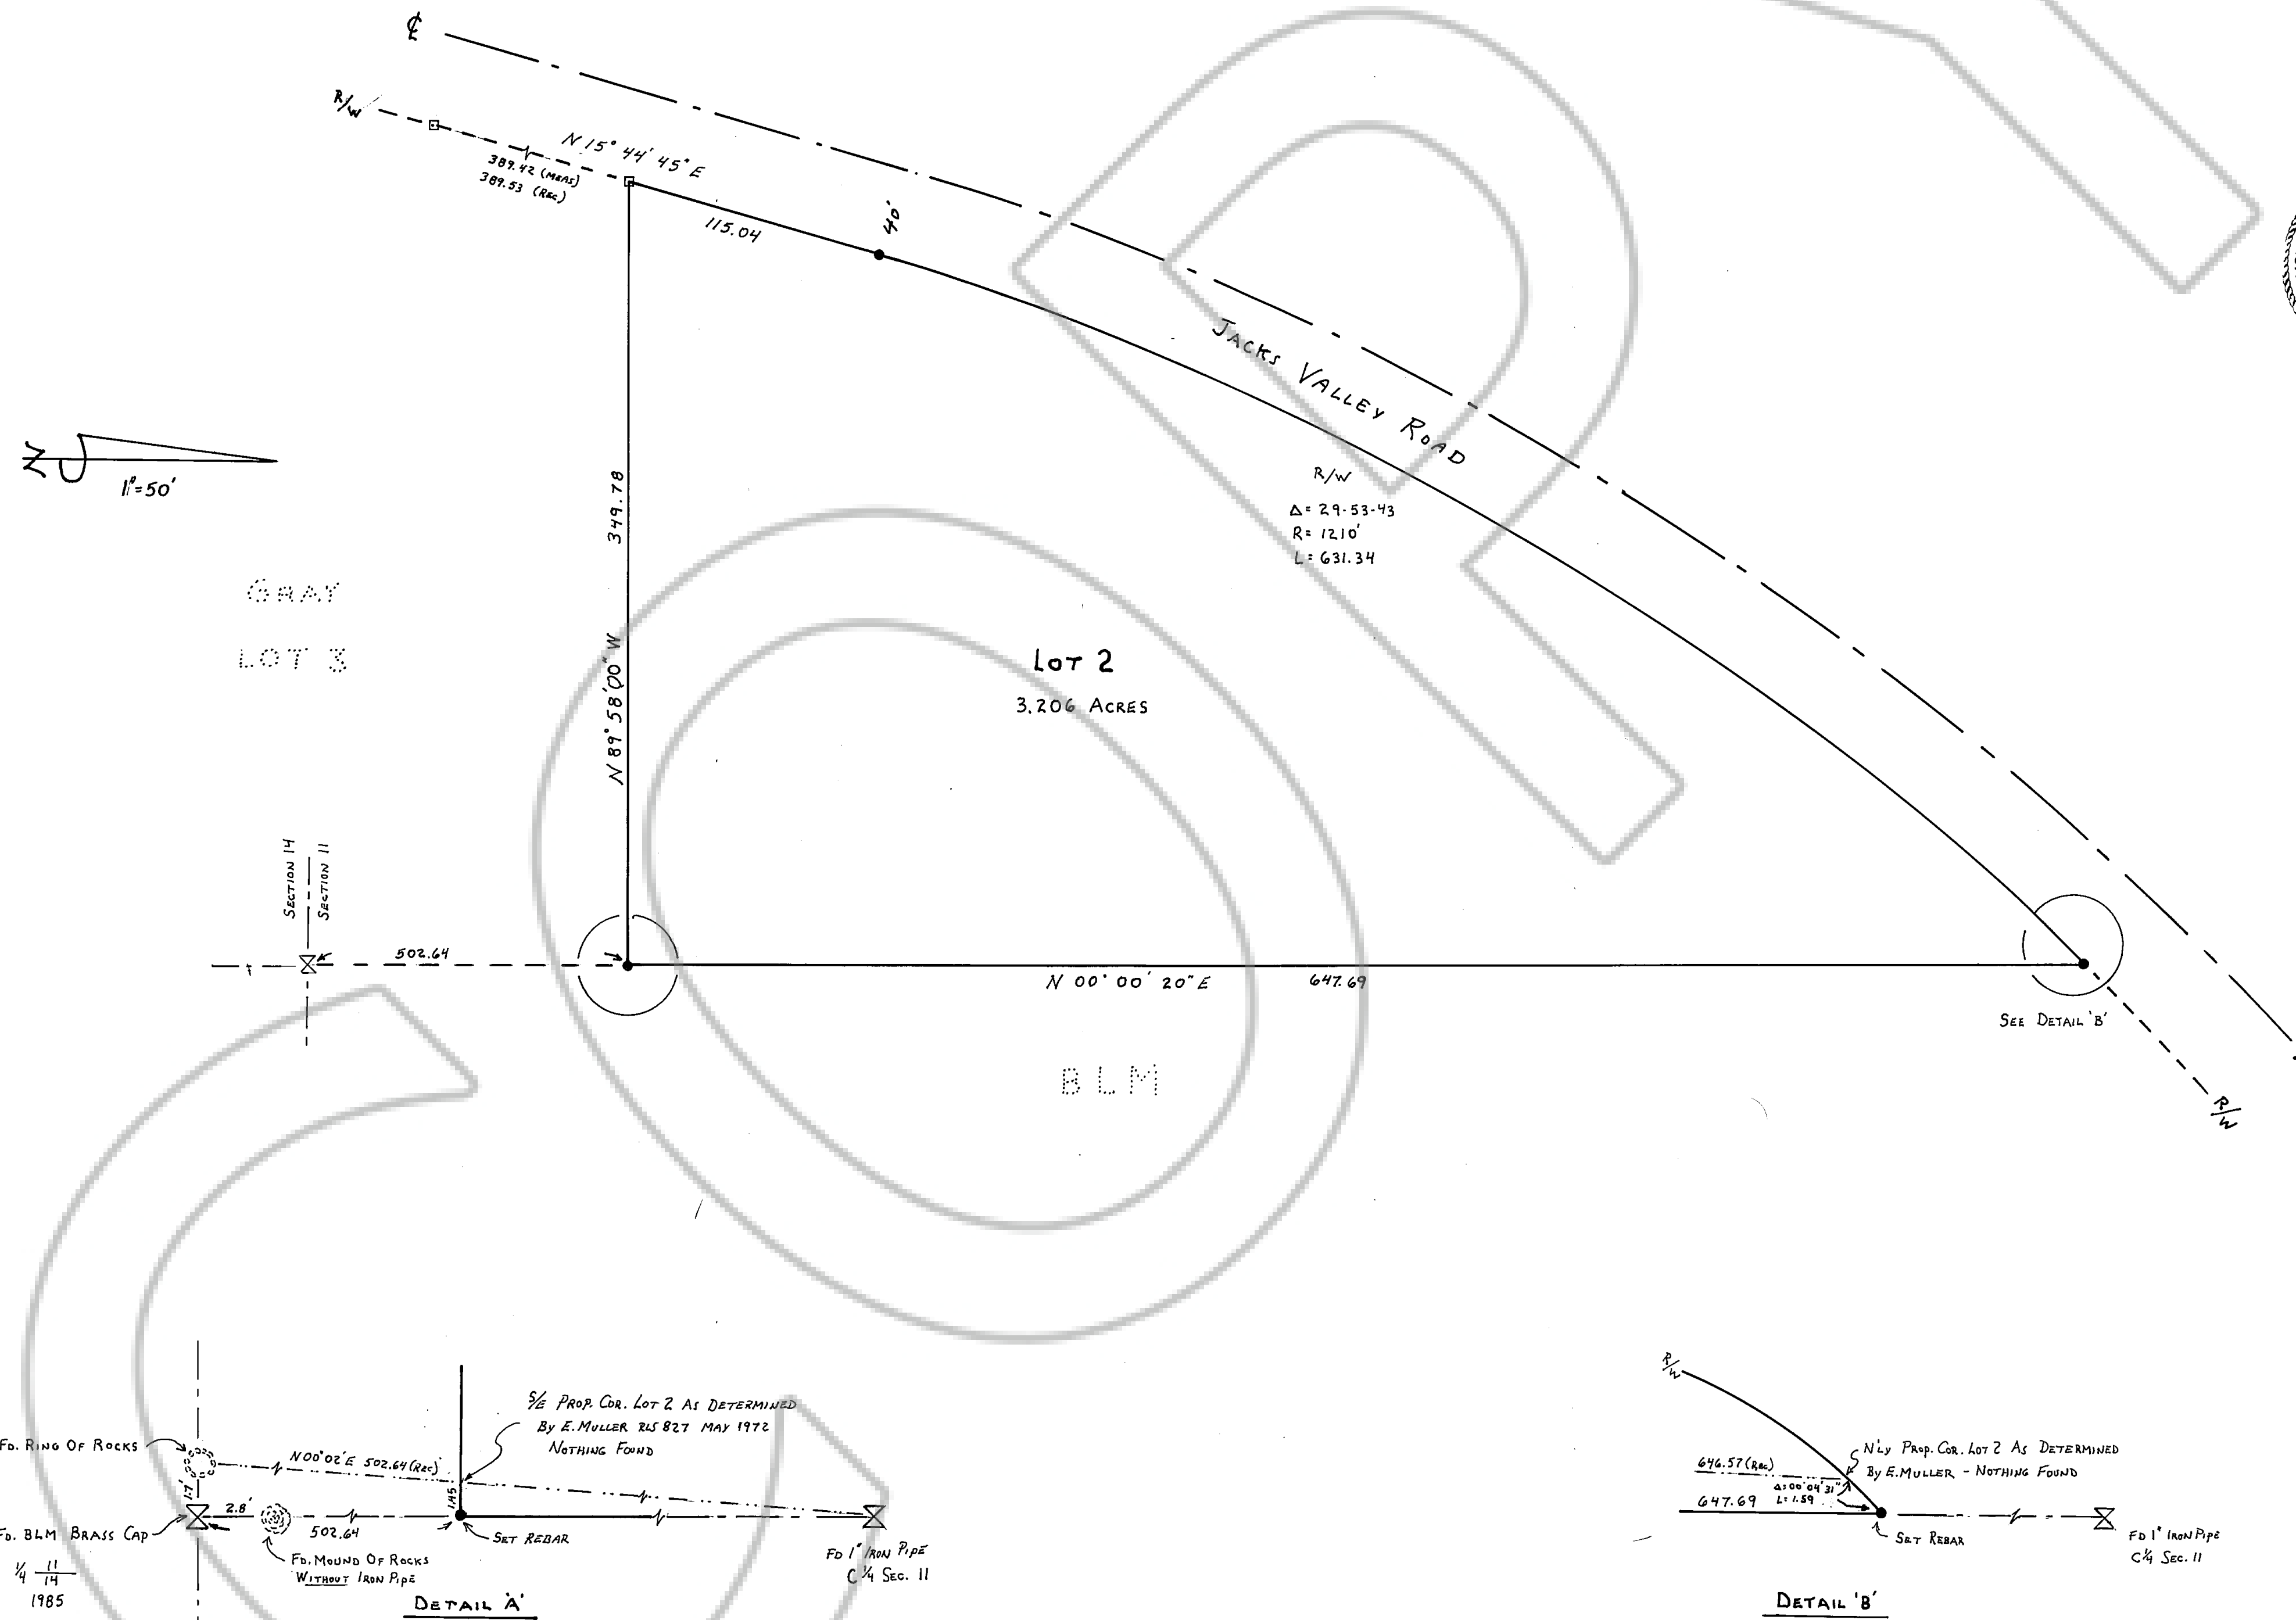 ℄
R/W
N 15° 44' 45" E
389.42 (MEAS)
389.53 (REC)
115.04
40'
JACKS VALLEY ROAD
R/W
Δ= 29-53-43
R= 1210'
L= 631.34
N
1"=50'
349.78
N 89° 58' 00" W
GRAY
LOT 3
LOT 2
3.206 ACRES
SECTION 14
SECTION 11
502.64
N 00° 00' 20" E 647.69
SEE DETAIL 'B'
R/W
BLM
S/E PROP. COR. LOT 2 AS DETERMINED
BY E. MULLER RLS 827 MAY 1972
NOTHING FOUND
FD. RING OF ROCKS
N 00° 02' E 502.64 (REC)
1.7'
1.45'
2.8'
502.64
FD. BLM BRASS CAP
1/4 11/14
1985
FD. MOUND OF ROCKS
WITHOUT IRON PIPE
SET REBAR
FD 1" IRON PIPE
C 1/4 SEC. 11
DETAIL 'A'
R/W
N'LY PROP. COR. LOT 2 AS DETERMINED
BY E. MULLER - NOTHING FOUND
646.57 (REC)
Δ= 00° 04' 31"
L= 1.59
647.69
SET REBAR
FD 1" IRON PIPE
C 1/4 SEC. 11
DETAIL 'B'